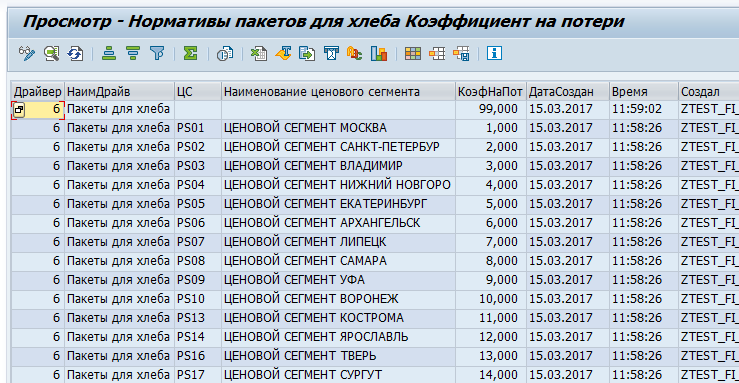 Просмотр - Нормативы пакетов для хлеба Коэффициент на потери
Драйвер НаимДрайв ЦС Наименование ценового сегмента КоэфНаПот ДатаСоздан Время Создал
6 Пакеты для хлеба 99,000 15.03.2017 11:59:02 ZTEST_FI_
6 Пакеты для хлеба PS01 ЦЕНОВОЙ СЕГМЕНТ МОСКВА 1,000 15.03.2017 11:58:26 ZTEST_FI_
6 Пакеты для хлеба PS02 ЦЕНОВОЙ СЕГМЕНТ САНКТ-ПЕТЕРБУР 2,000 15.03.2017 11:58:26 ZTEST_FI_
6 Пакеты для хлеба PS03 ЦЕНОВОЙ СЕГМЕНТ ВЛАДИМИР 3,000 15.03.2017 11:58:26 ZTEST_FI_
6 Пакеты для хлеба PS04 ЦЕНОВОЙ СЕГМЕНТ НИЖНИЙ НОВГОРО 4,000 15.03.2017 11:58:26 ZTEST_FI_
6 Пакеты для хлеба PS05 ЦЕНОВОЙ СЕГМЕНТ ЕКАТЕРИНБУРГ 5,000 15.03.2017 11:58:26 ZTEST_FI_
6 Пакеты для хлеба PS06 ЦЕНОВОЙ СЕГМЕНТ АРХАНГЕЛЬСК 6,000 15.03.2017 11:58:26 ZTEST_FI_
6 Пакеты для хлеба PS07 ЦЕНОВОЙ СЕГМЕНТ ЛИПЕЦК 7,000 15.03.2017 11:58:26 ZTEST_FI_
6 Пакеты для хлеба PS08 ЦЕНОВОЙ СЕГМЕНТ САМАРА 8,000 15.03.2017 11:58:26 ZTEST_FI_
6 Пакеты для хлеба PS09 ЦЕНОВОЙ СЕГМЕНТ УФА 9,000 15.03.2017 11:58:26 ZTEST_FI_
6 Пакеты для хлеба PS10 ЦЕНОВОЙ СЕГМЕНТ ВОРОНЕЖ 10,000 15.03.2017 11:58:26 ZTEST_FI_
6 Пакеты для хлеба PS13 ЦЕНОВОЙ СЕГМЕНТ КОСТРОМА 11,000 15.03.2017 11:58:26 ZTEST_FI_
6 Пакеты для хлеба PS14 ЦЕНОВОЙ СЕГМЕНТ ЯРОСЛАВЛЬ 12,000 15.03.2017 11:58:26 ZTEST_FI_
6 Пакеты для хлеба PS16 ЦЕНОВОЙ СЕГМЕНТ ТВЕРЬ 13,000 15.03.2017 11:58:26 ZTEST_FI_
6 Пакеты для хлеба PS17 ЦЕНОВОЙ СЕГМЕНТ СУРГУТ 14,000 15.03.2017 11:58:26 ZTEST_FI_